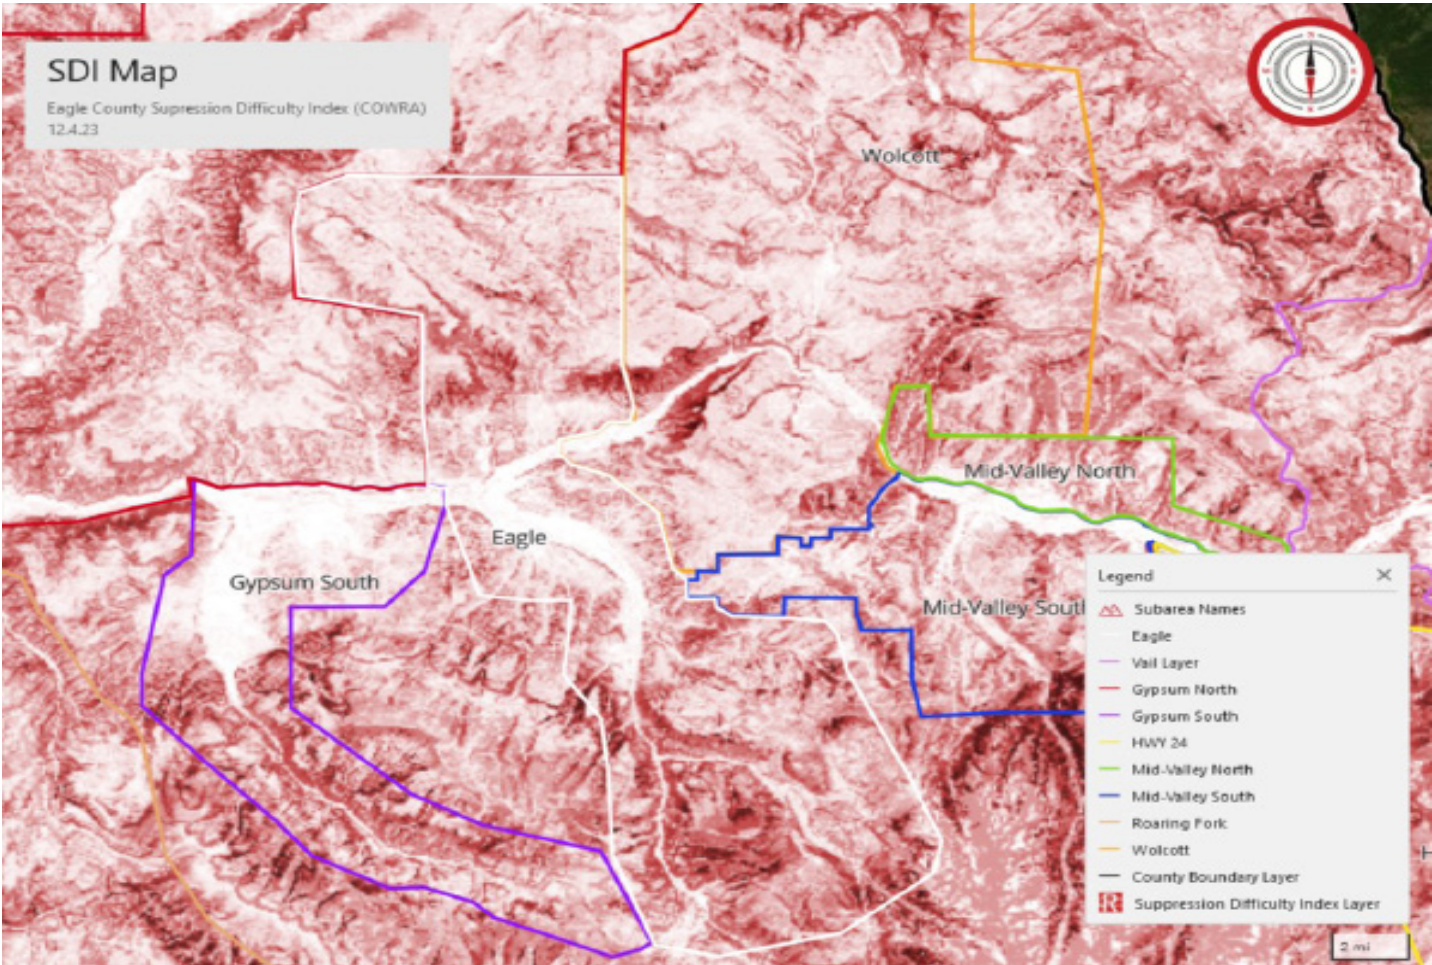 SDI Map
Eagle County Supression Difficulty Index (COWRA)
12.4.23
Wolcott
Mid-Valley North
Eagle
Gypsum South
Mid-Valley South
Legend
Subarea Names
Eagle
Vail Layer
Gypsum North
Gypsum South
HWY 24
Mid-Valley North
Mid-Valley South
Roaring Fork
Wolcott
County Boundary Layer
Suppression Difficulty Index Layer
H
2 mi